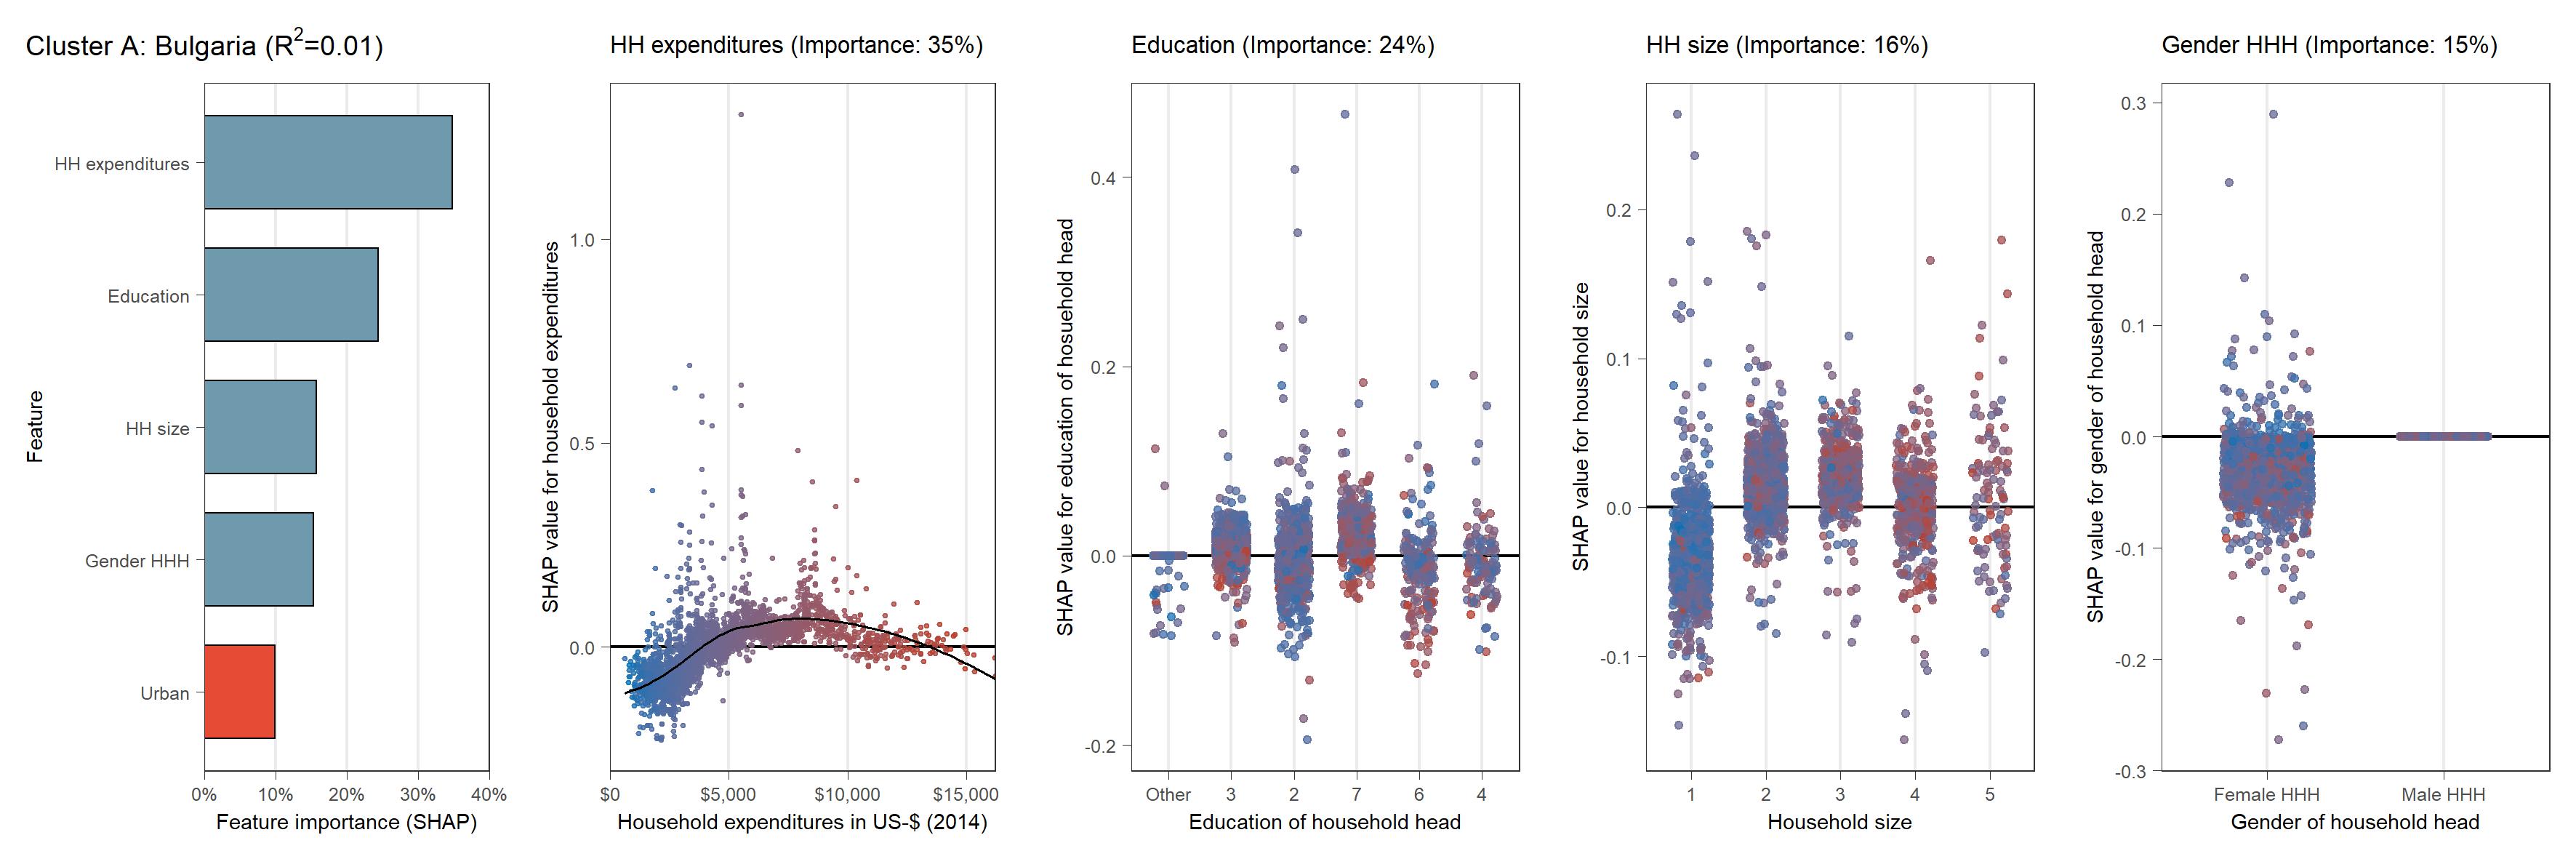 Cluster A: Bulgaria (R2=0.01)
HH expenditures (Importance: 35%)
Education (Importance: 24%)
HH size (Importance: 16%)
Gender HHH (Importance: 15%)
Feature
HH expenditures
Education
HH size
Gender HHH
Urban
0% 10% 20% 30% 40%
Feature importance (SHAP)
SHAP value for household expenditures
1.0
0.5
0.0
$0 $5,000 $10,000 $15,000
Household expenditures in US-$ (2014)
SHAP value for education of hosuehold head
0.4
0.2
0.0
-0.2
Other 3 2 7 6 4
Education of household head
SHAP value for household size
0.2
0.1
0.0
-0.1
1 2 3 4 5
Household size
SHAP value for gender of household head
0.3
0.2
0.1
0.0
-0.1
-0.2
-0.3
Female HHH Male HHH
Gender of household head